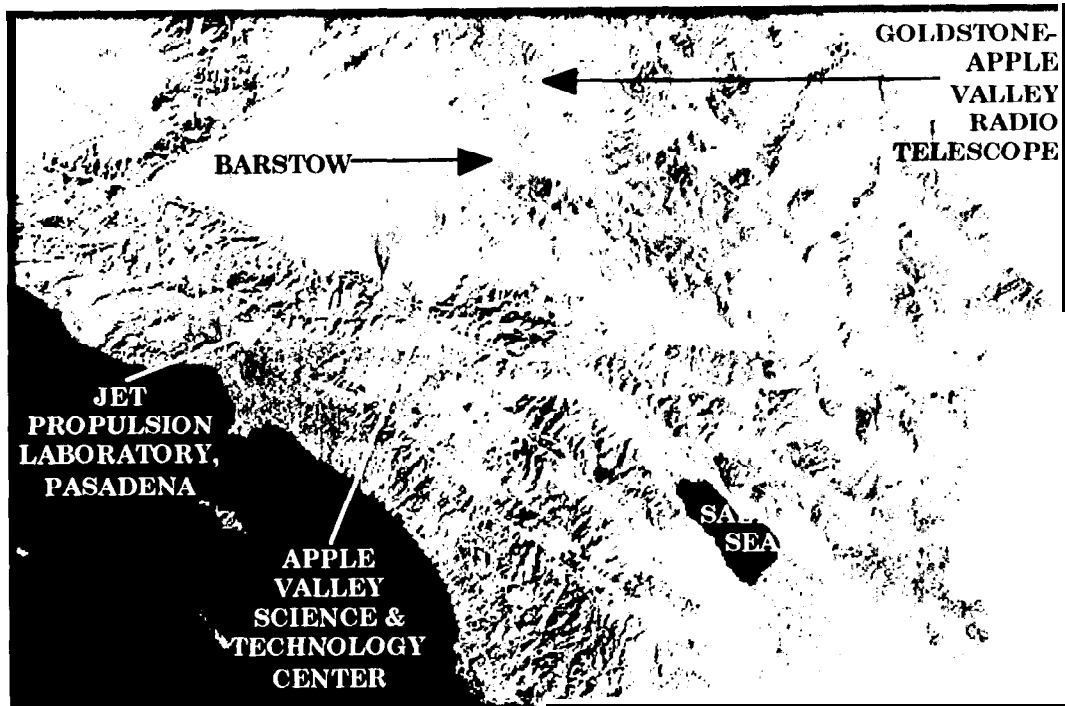 GOLDSTONE-
APPLE
VALLEY
RADIO
TELESCOPE
BARSTOW
JET
PROPULSION
LABORATORY,
PASADENA
SEA
APPLE
VALLEY
SCIENCE &
TECHNOLOGY
CENTER